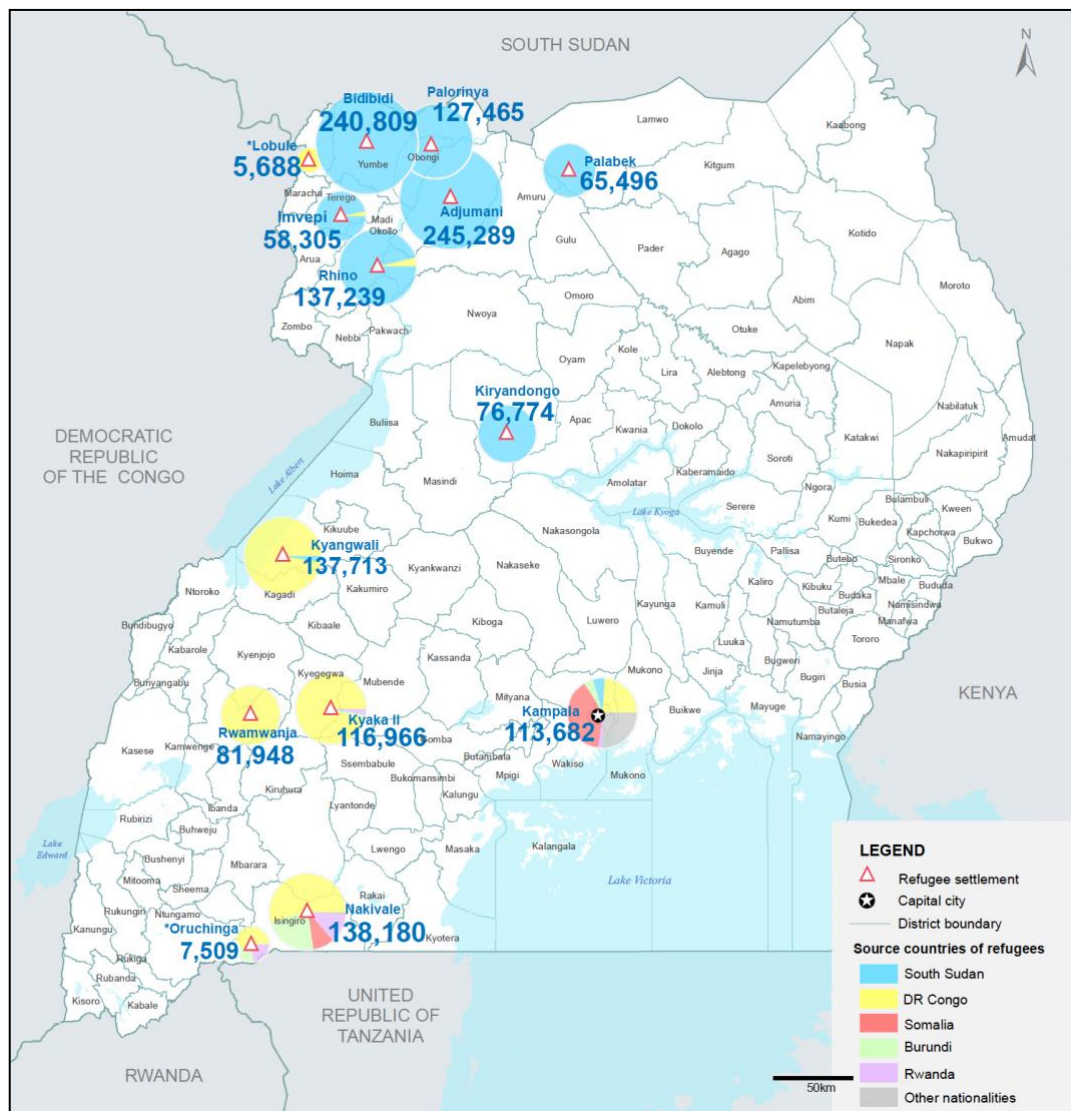 SOUTH SUDAN
N
Bidibidi
240,809
Palorinya
127,465
*Lobule
5,688
Yumbe
Obongi
Lamwo
Kaabong
Palabek
65,496
Kitgum
Maracha
Terego
Imvepi
58,305
Madi
Okollo
Adjumani
245,289
Amuru
Gulu
Pader
Agago
Kotido
Arua
Rhino
137,239
Moroto
Abim
Omoro
Nwoya
Zombo
Nebbi
Pakwach
Otuke
Napak
Oyam
Kole
Lira
Alebtong
Kapelebyong
Kiryandongo
76,774
Apac
Kwania
Dokolo
Amuria
Nabilatuk
Amudat
Katakwi
Nakapiripirit
Buliisa
DEMOCRATIC
REPUBLIC
OF THE CONGO
Lake Albert
Hoima
Masindi
Soroti
Kaberamaido
Amolatar
Ngora
Serere
Lake Kyoga
Bulambuli
Kween
Kumi
Bukedea
Kapchorwa
Bukwo
Kikuube
Nakasongola
Buyende
Pallisa
Butebo
Sironko
Kyangwali
137,713
Kyankwanzi
Nakaseke
Kagadi
Kakumiro
Ntoroko
Kaliro
Kibuku
Mbale
Bududa
Budaka
Namisindwa
Butaleja
Manafwa
Kayunga
Kamuli
Namutumba
Bundibugyo
Kibaale
Kiboga
Luwero
Kabarole
Kyenjojo
Kassanda
Luuka
Tororo
Bugweri
Bunyangabu
Kyegegwa
Mubende
Mukono
Jinja
Bugiri
Busia
Mityana
Kampala
113,682
Buikwe
Mayuge
KENYA
Rwamwanja
81,948
Kyaka II
116,966
Gomba
Butambala
Namayingo
Kasese
Kamwenge
Ssembabule
Mpigi
Wakiso
Mukono
Bukomansimbi
Kalungu
Kiruhura
Ibanda
Lyantonde
Rubirizi
Buhweju
Lake
Edward
Lwengo
Masaka
Kalangala
Bushenyi
Mbarara
Mitooma
Sheema
Lake Victoria
Rakai
Rukungiri
Ntungamo
Isingiro
Nakivale
138,180
Kanungu
*Oruchinga
7,509
Kyotera
Rukiga
Rubanda
Kisoro
Kabale
UNITED
REPUBLIC OF
TANZANIA
RWANDA
LEGEND
Refugee settlement
Capital city
District boundary
Source countries of refugees
South Sudan
DR Congo
Somalia
Burundi
Rwanda
Other nationalities
50km